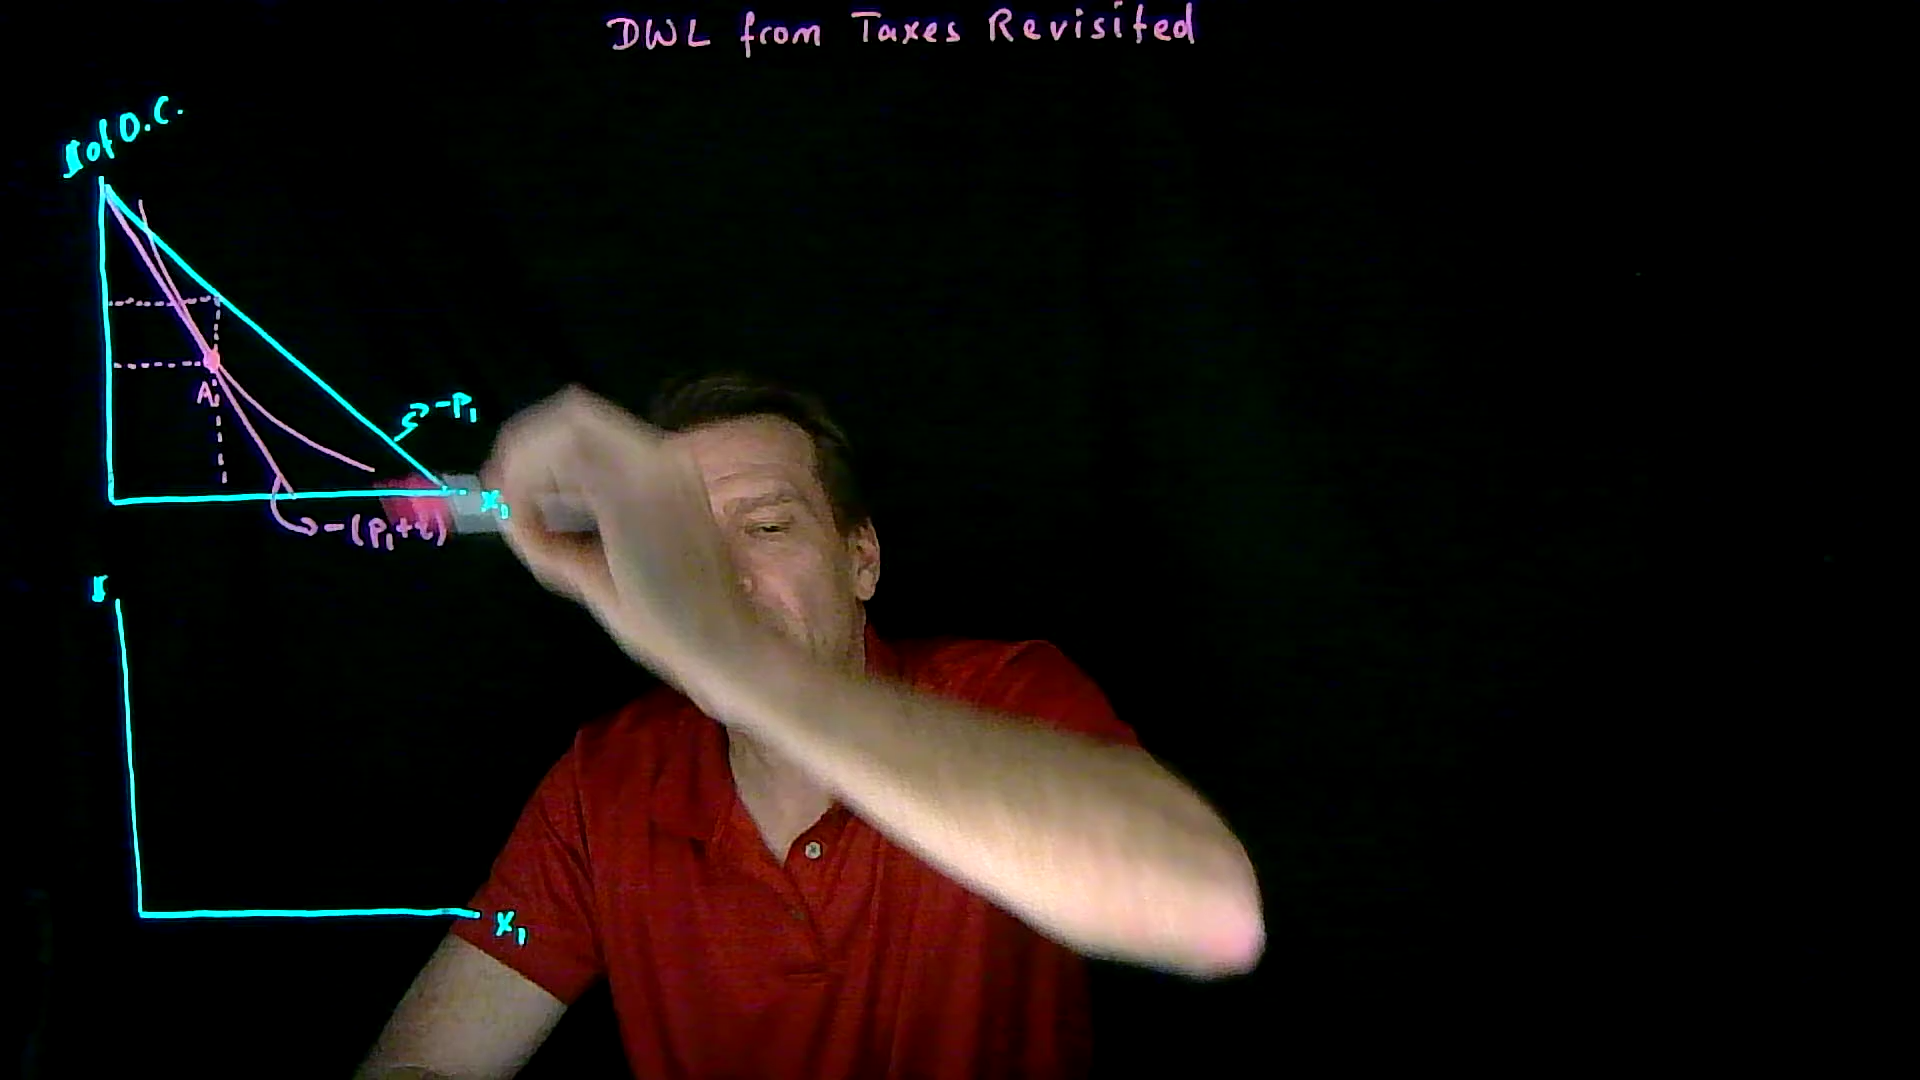 DWL from Taxes Revisited
$ of O.C.
A
-P₁
x₁
-(P₁+t)
$
x₁